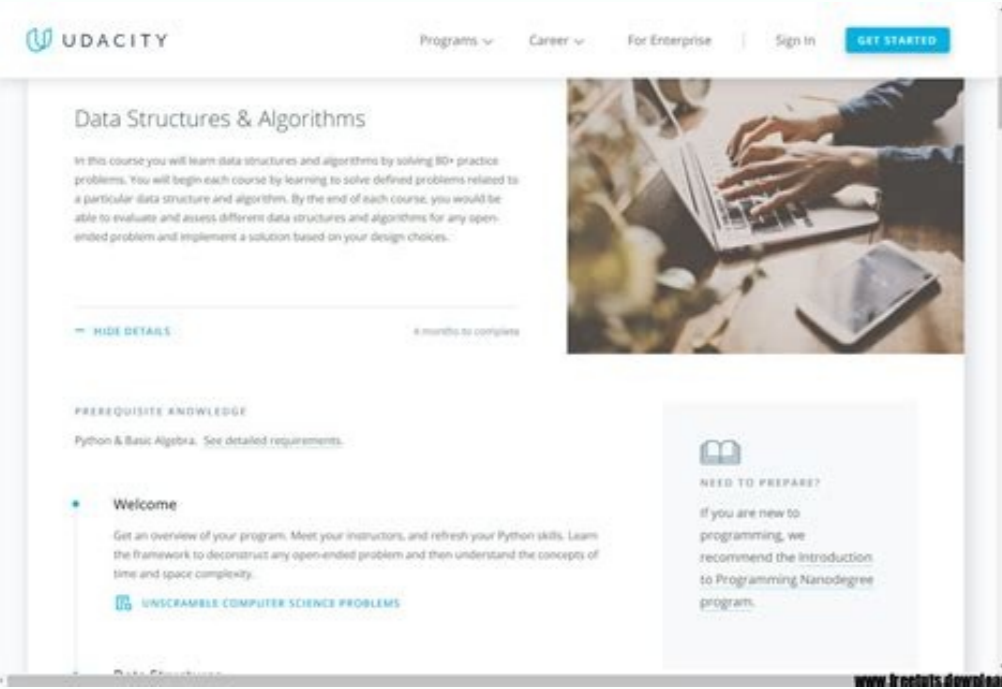 UDACITY
Programs
Career
For Enterprise
Sign In
GET STARTED
Data Structures & Algorithms
In this course you will learn data structures and algorithms by solving 80+ practice
problems. You will begin each course by learning to solve defined problems related to
a particular data structure and algorithm. By the end of each course, you would be
able to evaluate and assess different data structures and algorithms for any open-
ended problem and implement a solution based on your design choices.
HIDE DETAILS
4 months to complete
PREREQUISITE KNOWLEDGE
Python & Basic Algebra. See detailed requirements.
Welcome
Get an overview of your program. Meet your instructors, and refresh your Python skills. Learn
the framework to deconstruct any open-ended problem and then understand the concepts of
time and space complexity.
UNSCRAMBLE COMPUTER SCIENCE PROBLEMS
NEED TO PREPARE?
If you are new to
programming, we
recommend the Introduction
to Programming Nanodegree
program.
Data Structures
www.freetuts.downloa